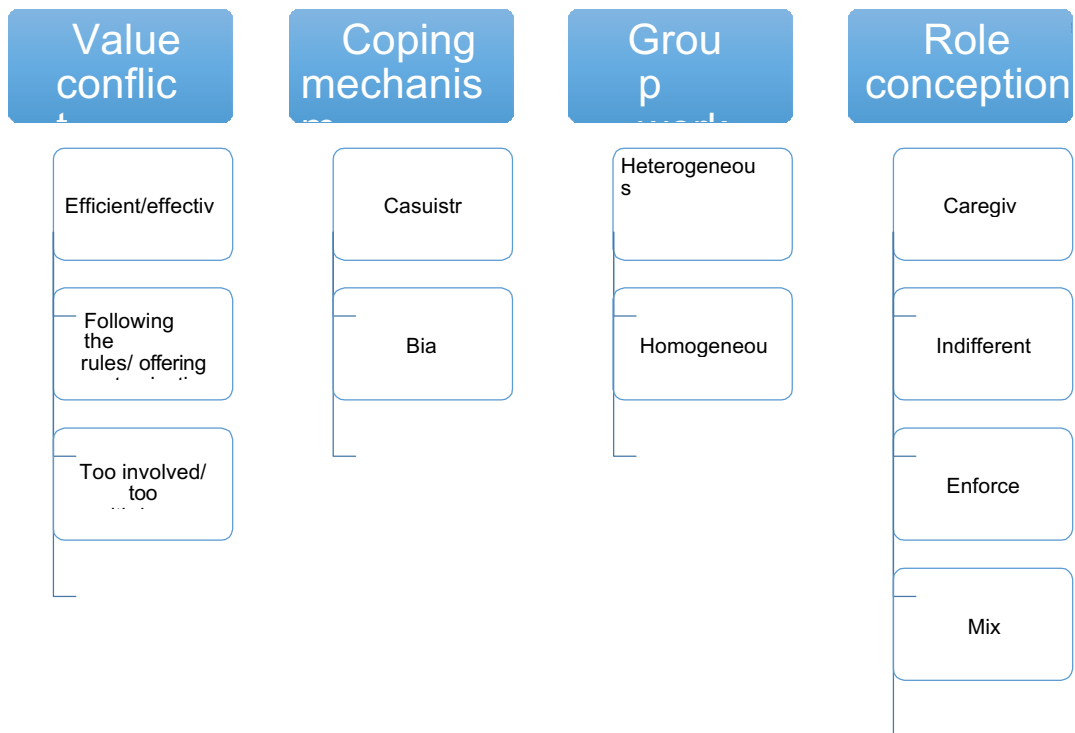 Value
conflic
t
Coping
mechanis
m
Grou
p
work
Role
conception
Efficient/effectiv
Following
the
rules/ offering
Too involved/
too
Casuistr
Bia
Heterogeneou
s
Homogeneou
Caregiv
Indifferent
Enforce
Mix